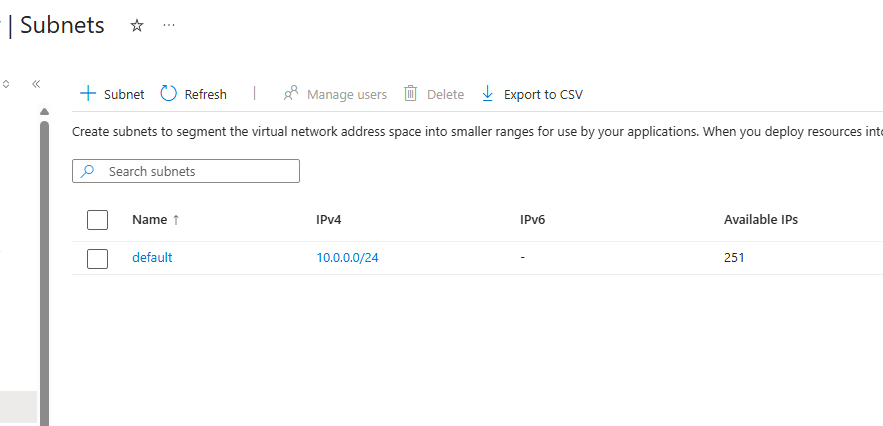 | Subnets
Subnet Refresh | Manage users Delete Export to CSV
Create subnets to segment the virtual network address space into smaller ranges for use by your applications. When you deploy resources into
Search subnets
Name ↑ IPv4 IPv6 Available IPs
default 10.0.0.0/24 - 251